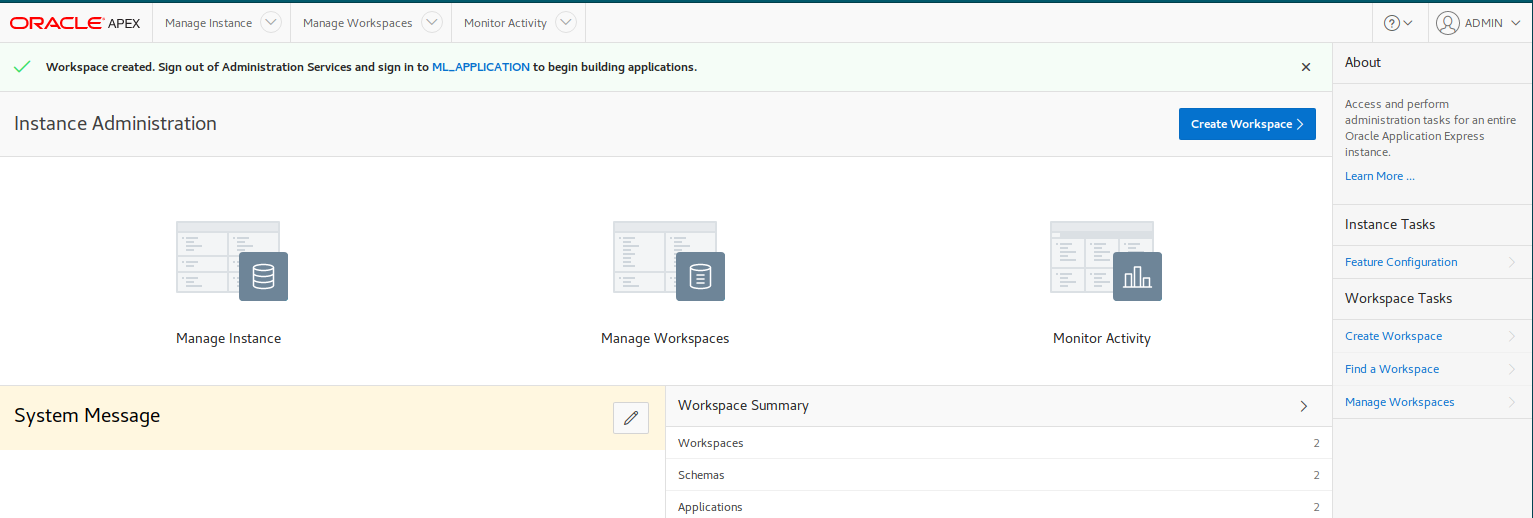 ORACLE APEX Manage Instance Manage Workspaces Monitor Activity ? ADMIN
Workspace created. Sign out of Administration Services and sign in to ML_APPLICATION to begin building applications.
Instance Administration
Create Workspace
Manage Instance
Manage Workspaces
Monitor Activity
System Message
Workspace Summary
Workspaces 2
Schemas 2
Applications 2
About
Access and perform
administration tasks for an entire
Oracle Application Express
instance.
Learn More ...
Instance Tasks
Feature Configuration
Workspace Tasks
Create Workspace
Find a Workspace
Manage Workspaces